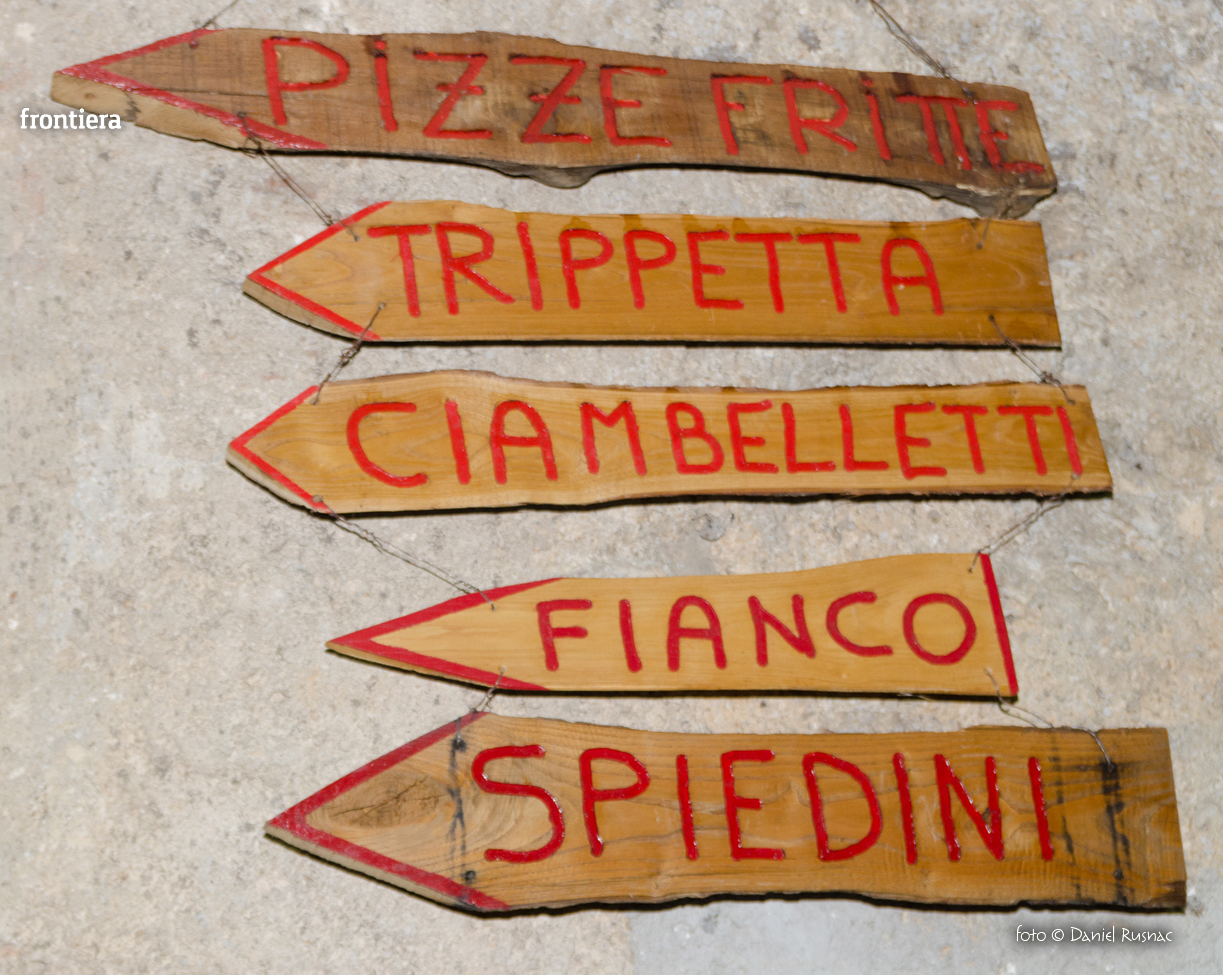 PiZZE FRiTTE
frontiera
TRIPPETTA
CIAMBELLETTI
FIANCO
SPIEDINI
foto © Daniel Rusnac